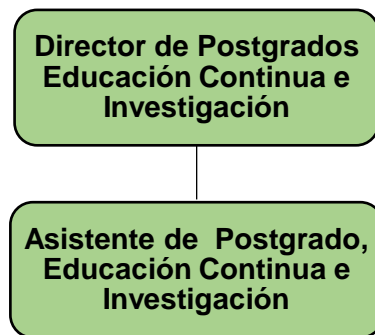 Director de Postgrados
Educación Continua e
Investigación
Asistente de Postgrado,
Educación Continua e
Investigación